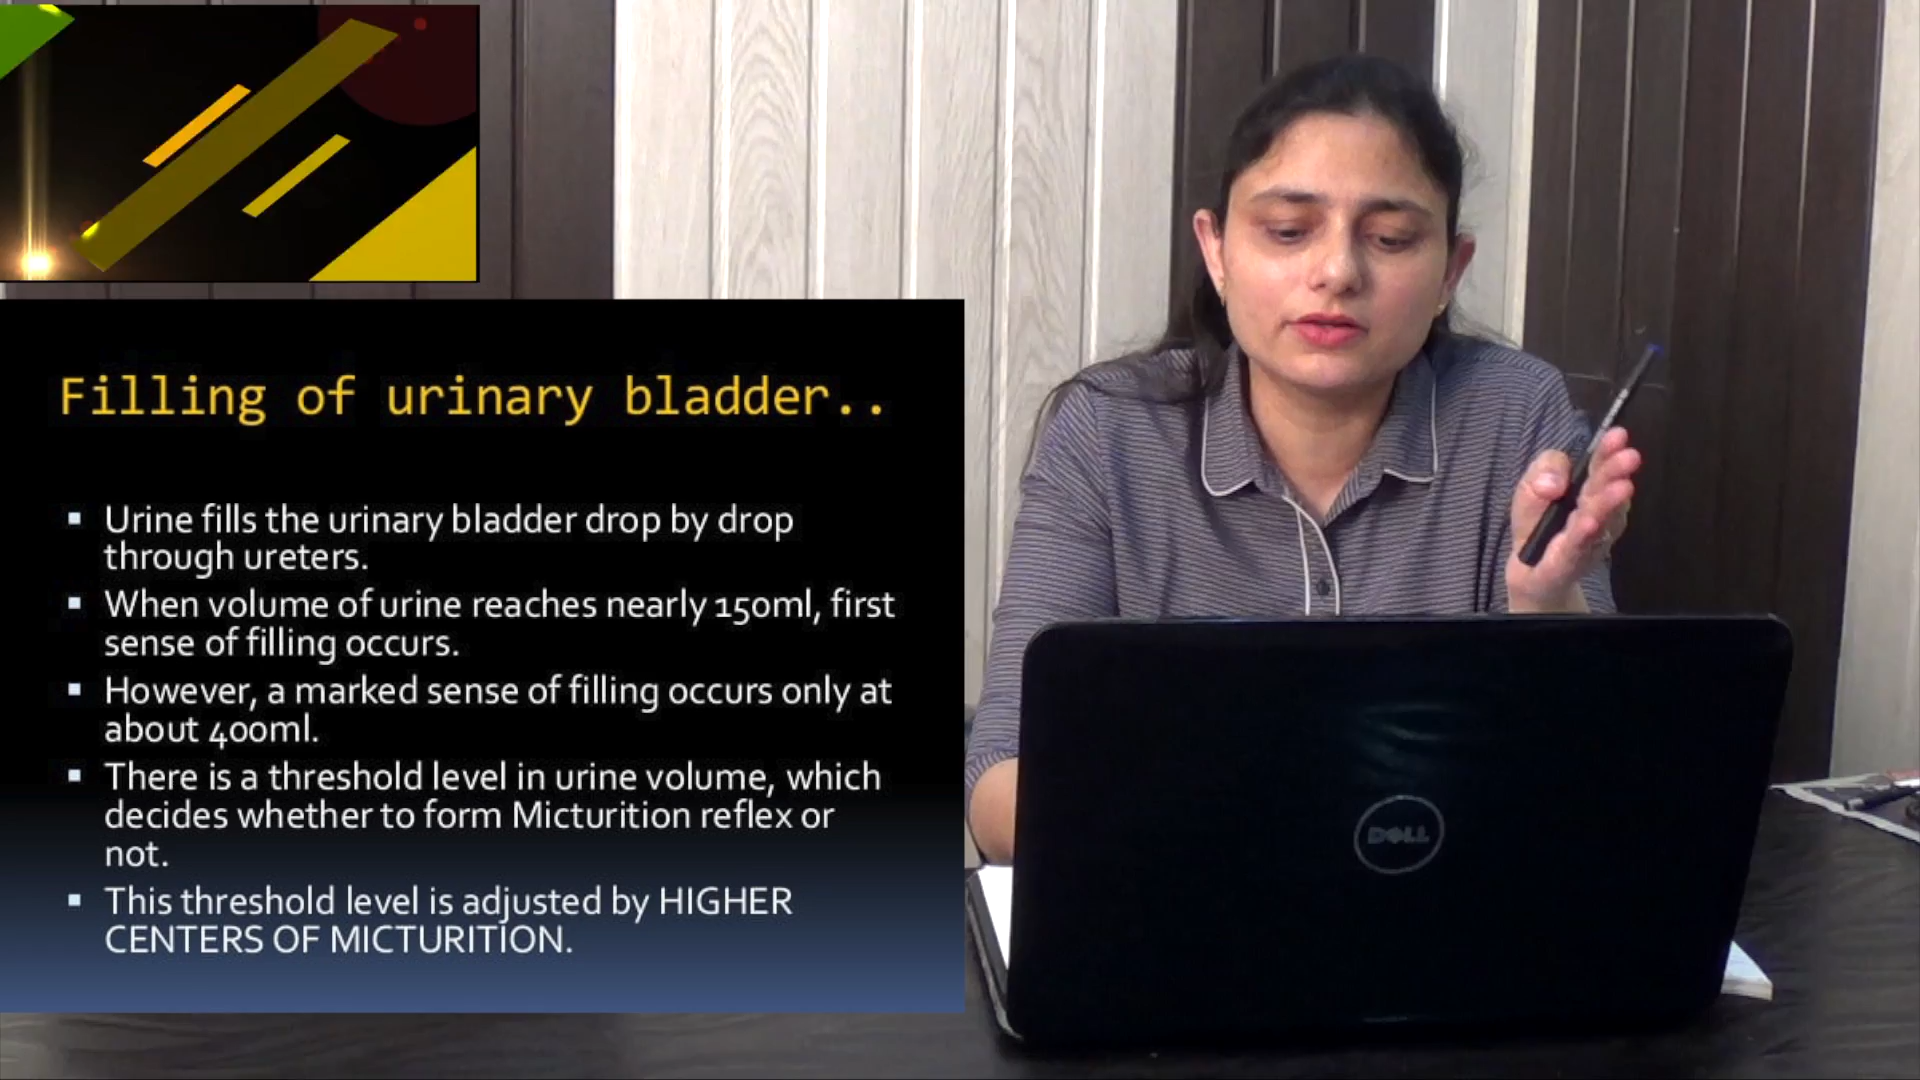 Filling of urinary bladder..
▪ Urine fills the urinary bladder drop by drop
through ureters.
▪ When volume of urine reaches nearly 150ml, first
sense of filling occurs.
▪ However, a marked sense of filling occurs only at
about 400ml.
▪ There is a threshold level in urine volume, which
decides whether to form Micturition reflex or
not.
▪ This threshold level is adjusted by HIGHER
CENTERS OF MICTURITION.
DELL